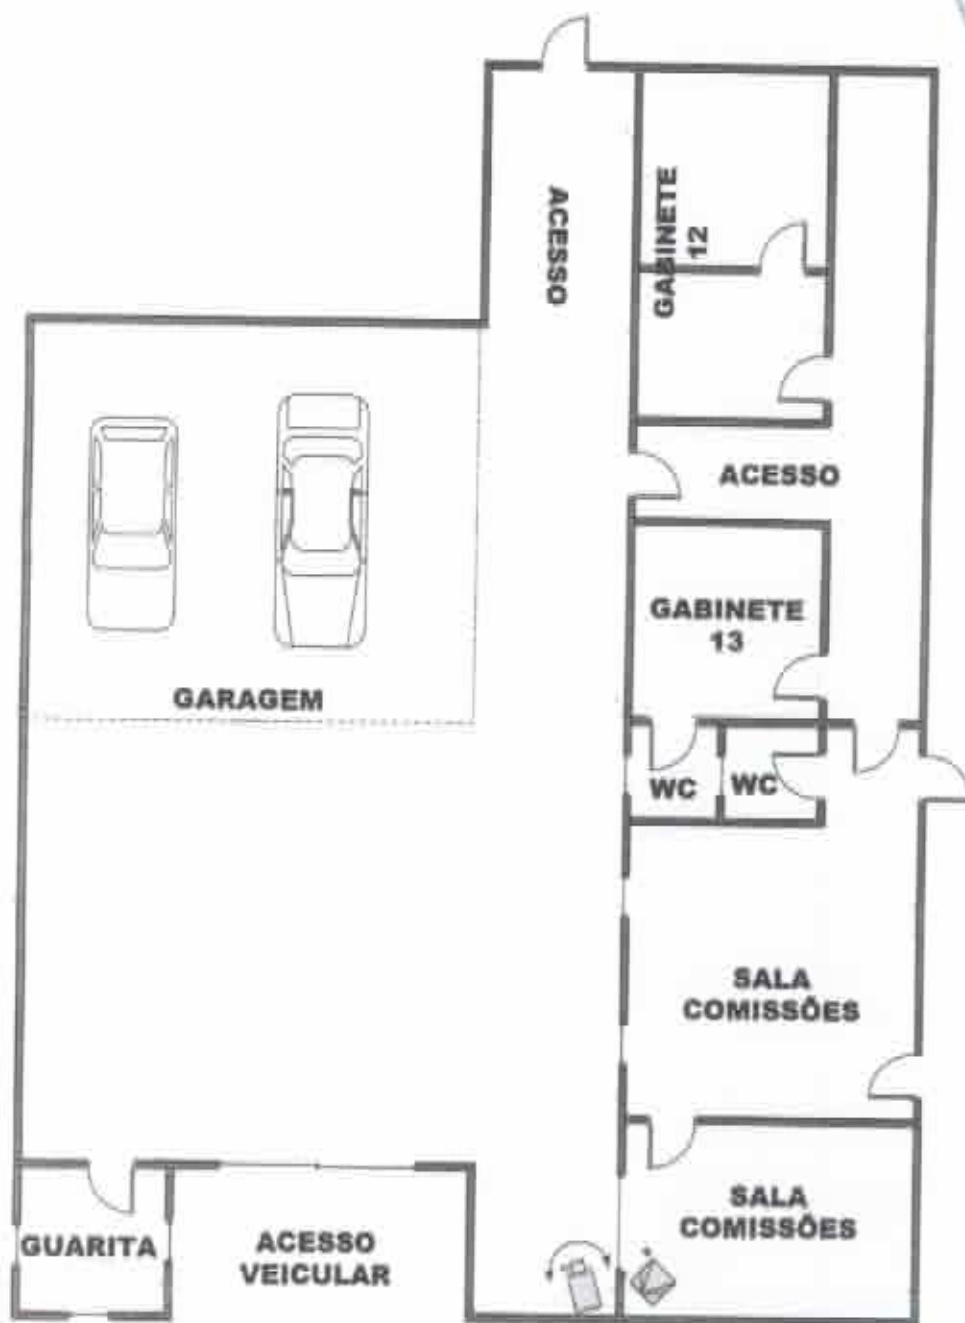 ACESSO
GABINETE
12
ACESSO
GABINETE
13
GARAGEM
WC
WC
SALA
COMISSÕES
SALA
COMISSÕES
GUARITA
ACESSO
VEICULAR